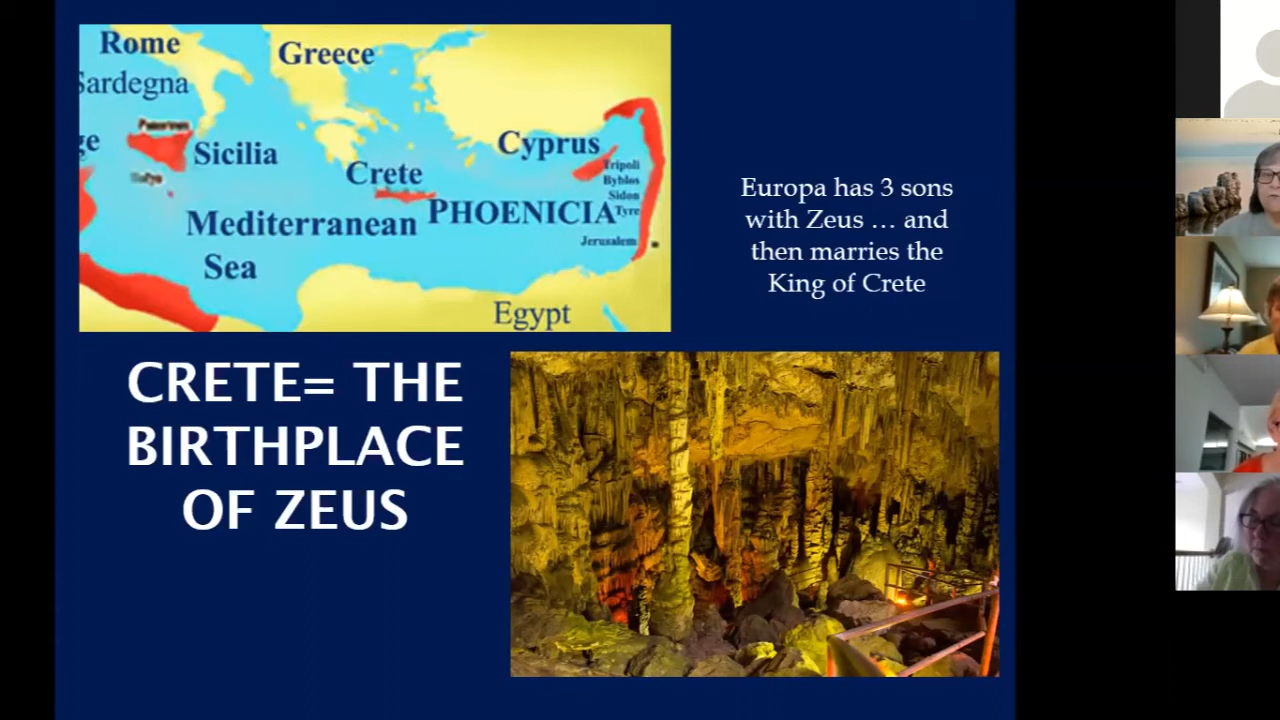 Rome
Greece
Sardegna
ge
Sicilia
Cyprus
Crete
Tripoli
Byblos
Sidon
PHOENICIA
Tyre
Mediterranean
Sea
Jerusalem
Egypt
Europa has 3 sons
with Zeus … and
then marries the
King of Crete
CRETE= THE
BIRTHPLACE
OF ZEUS